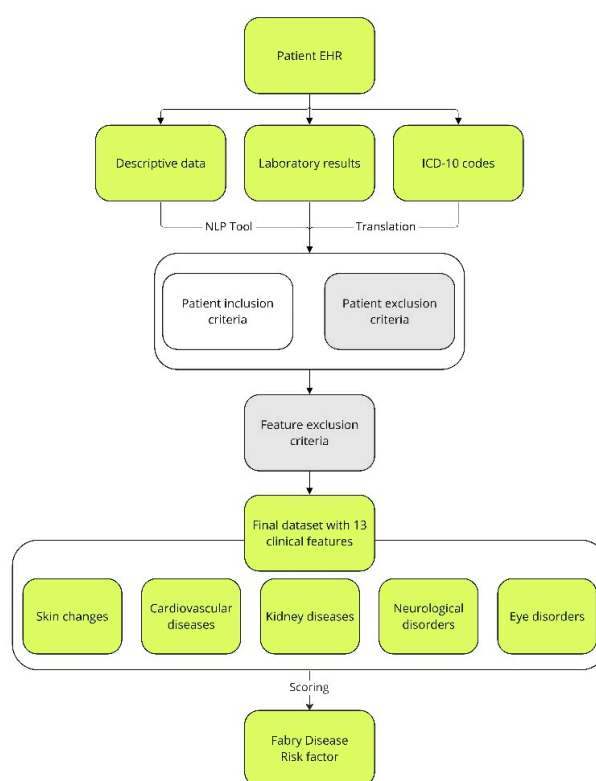 Patient EHR
Descriptive data
Laboratory results
ICD-10 codes
NLP Tool
Translation
Patient inclusion
criteria
Patient exclusion
criteria
Feature exclusion
criteria
Final dataset with 13
clinical features
Skin changes
Cardiovascular
diseases
Kidney diseases
Neurological
disorders
Eye disorders
Scoring
Fabry Disease
Risk factor